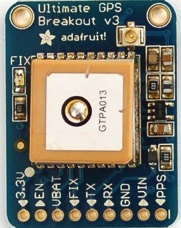 Ultimate GPS
Breakout v3
adafruit!
FIX
GTPA013
3.3V
EN
VBAT
FIX
TX
RX
GND
VIN
PPS